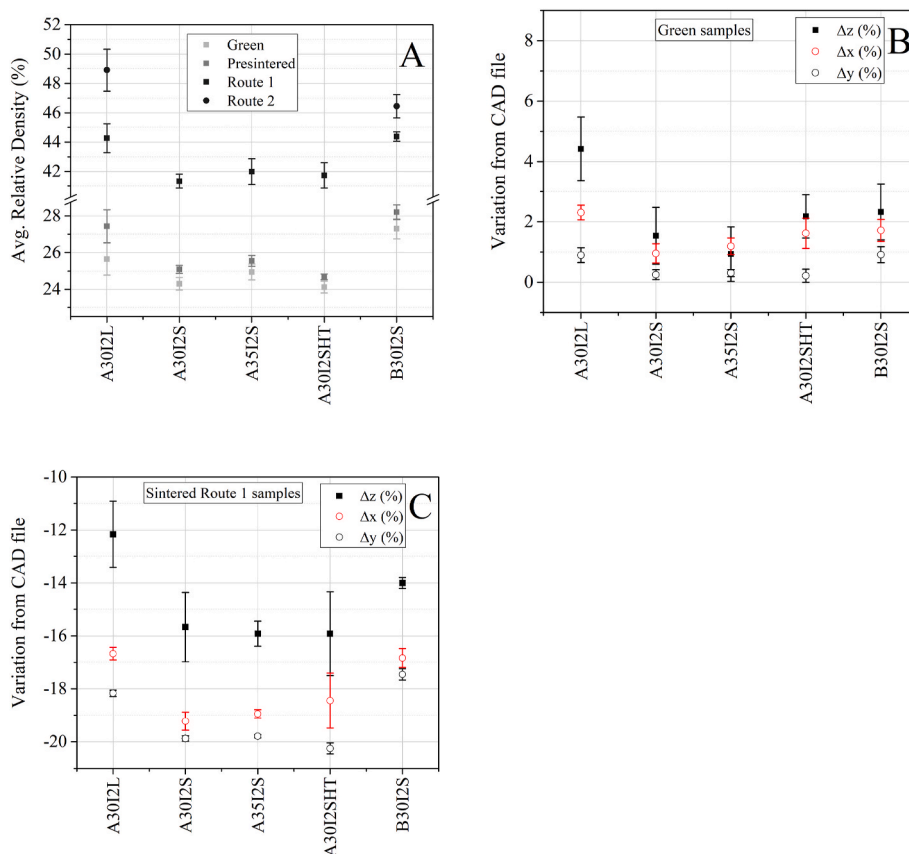 A
Green
Presintered
Route 1
Route 2
Avg. Relative Density (%)
52
50
48
46
44
42
28
26
24
A30I2L
A30I2S
A35I2S
A30I2SHT
B30I2S
B
Green samples
Δz (%)
Δx (%)
Δy (%)
Variation from CAD file
8
6
4
2
0
A30I2L
A30I2S
A35I2S
A30I2SHT
B30I2S
C
Sintered Route 1 samples
Δz (%)
Δx (%)
Δy (%)
Variation from CAD file
-10
-12
-14
-16
-18
-20
A30I2L
A30I2S
A35I2S
A30I2SHT
B30I2S